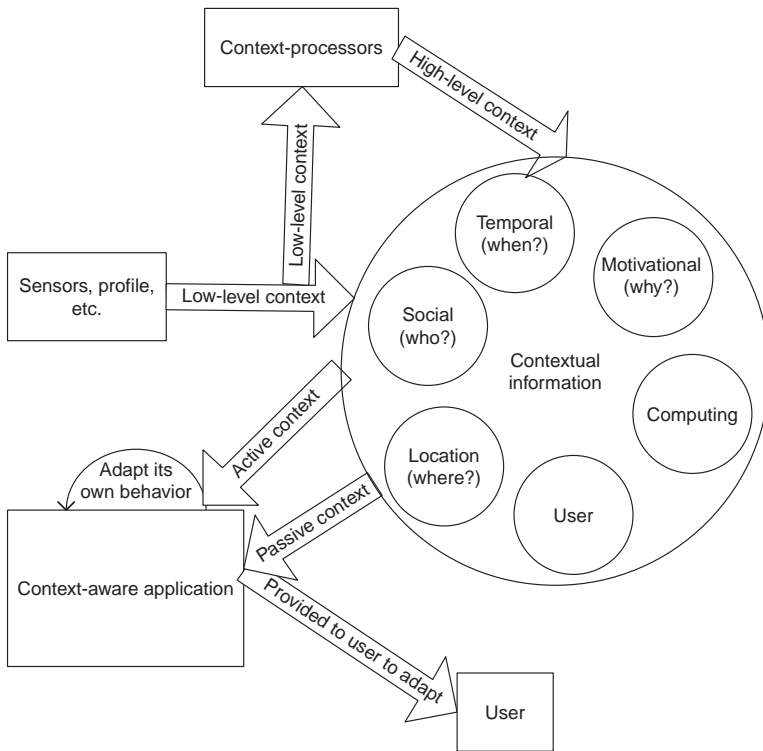 Context-processors
High-level context
Low-level context
Sensors, profile,
etc.
Low-level context
Temporal
(when?)
Motivational
(why?)
Social
(who?)
Contextual
information
Computing
Location
(where?)
User
Active context
Passive context
Adapt its
own behavior
Context-aware application
Provided to user to adapt
User